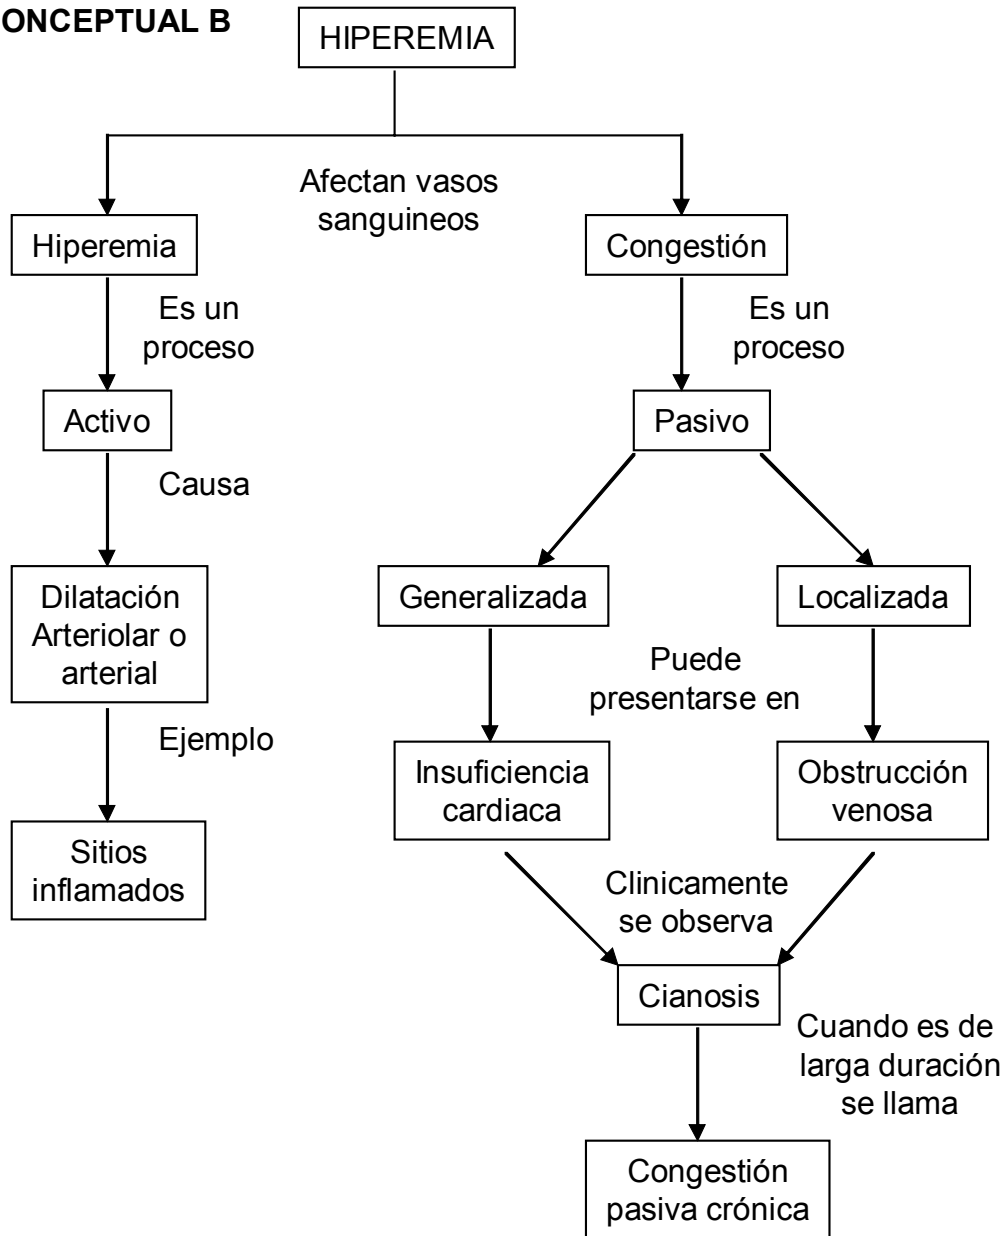 ONCEPTUAL B
HIPEREMIA
Afectan vasos
sanguineos
Hiperemia
Congestión
Es un
proceso
Es un
proceso
Activo
Pasivo
Causa
Dilatación
Arteriolar o
arterial
Generalizada
Localizada
Puede
presentarse en
Ejemplo
Insuficiencia
cardiaca
Obstrucción
venosa
Sitios
inflamados
Clinicamente
se observa
Cianosis
Cuando es de
larga duración
se llama
Congestión
pasiva crónica